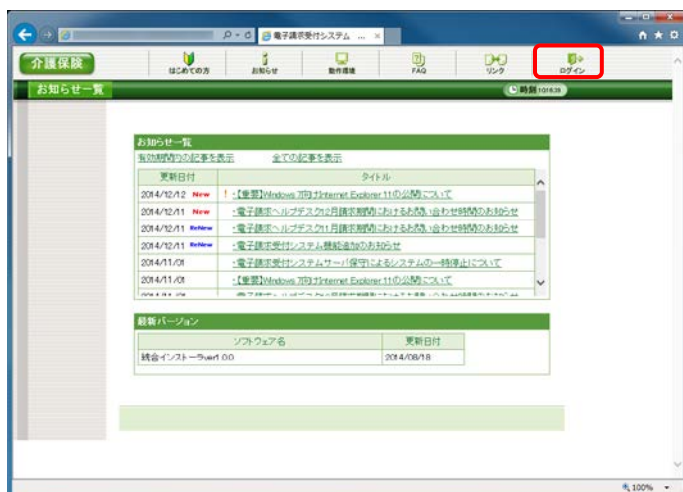 電子請求受付システム ...
介護保険
はじめての方
お知らせ
動作環境
FAQ
リンク
ログイン
お知らせ一覧
時刻
お知らせ一覧
有効期間内の記事を表示 全ての記事を表示
更新日付 タイトル
2014/12/12 New ! ・【重要】Windows 7向けInternet Explorer 11の公開について
2014/12/11 New ・電子請求ヘルプデスク12月請求期間におけるお問い合わせ時間のお知らせ
2014/12/11 ReNew ・電子請求ヘルプデスク11月請求期間におけるお問い合わせ時間のお知らせ
2014/12/11 ReNew ・電子請求受付システム機能追加のお知らせ
2014/11/01 ・電子請求受付システムサーバ保守によるシステムの一時停止について
2014/11/01 ・【重要】Windows 7向けInternet Explorer 11の公開について
最新バージョン
ソフトウェア名 更新日付
統合インストーラver1.0.0 2014/08/18
100%